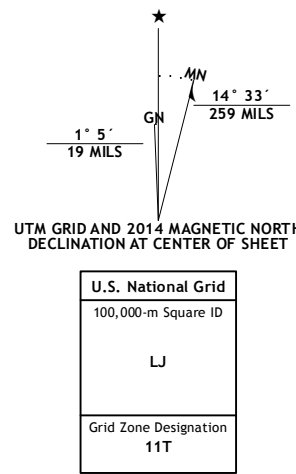 MN
GN
14° 33´
259 MILS
1° 5´
19 MILS
UTM GRID AND 2014 MAGNETIC NORTH
DECLINATION AT CENTER OF SHEET
U.S. National Grid
100,000-m Square ID
LJ
Grid Zone Designation
11T